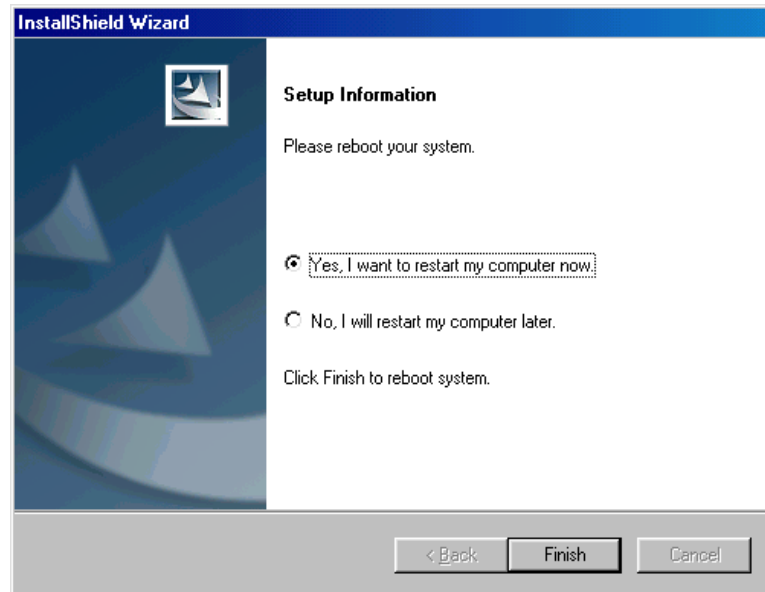 InstallShield Wizard
Setup Information
Please reboot your system.
Yes, I want to restart my computer now.
No, I will restart my computer later.
Click Finish to reboot system.
< Back Finish Cancel